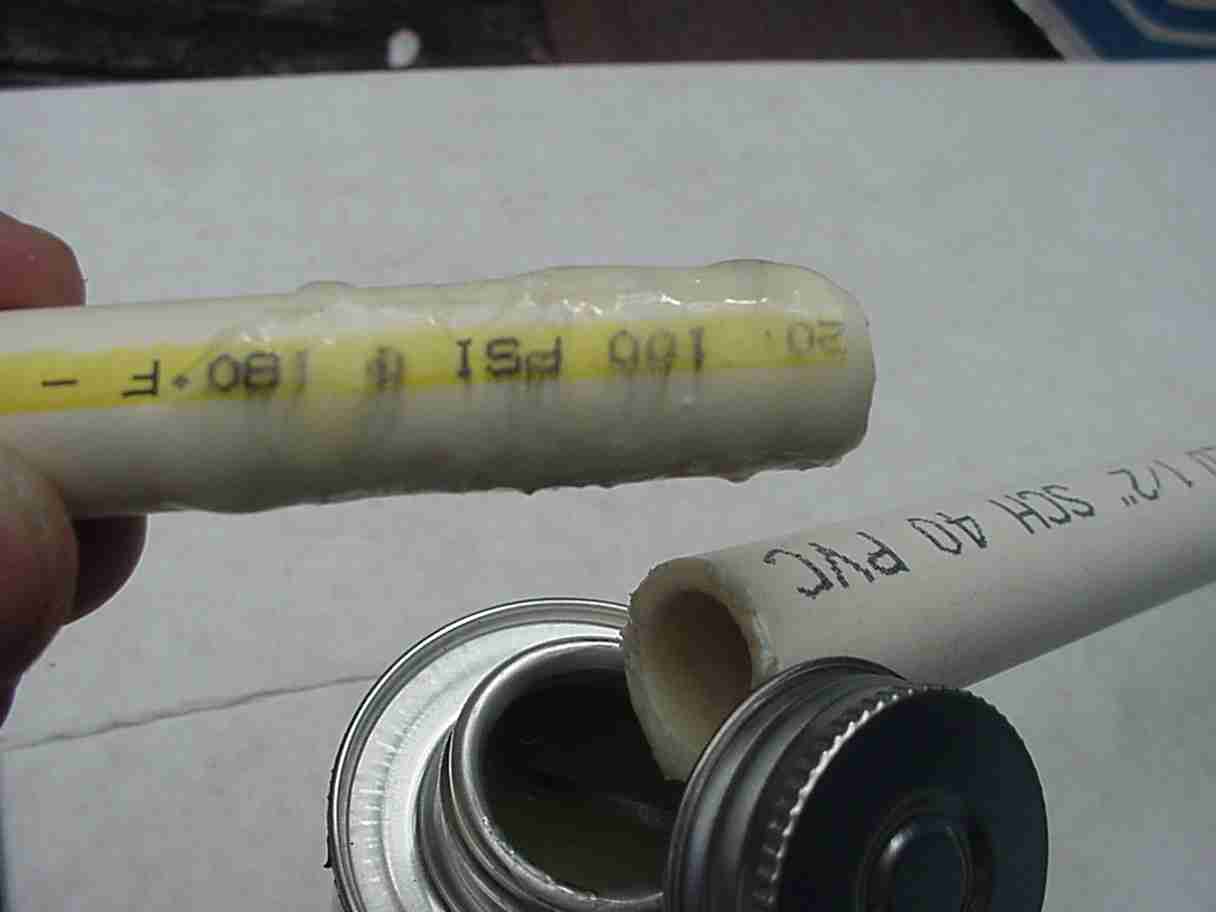 20 100 PSI @ 180°F -
1/2" SCH 40 PVC